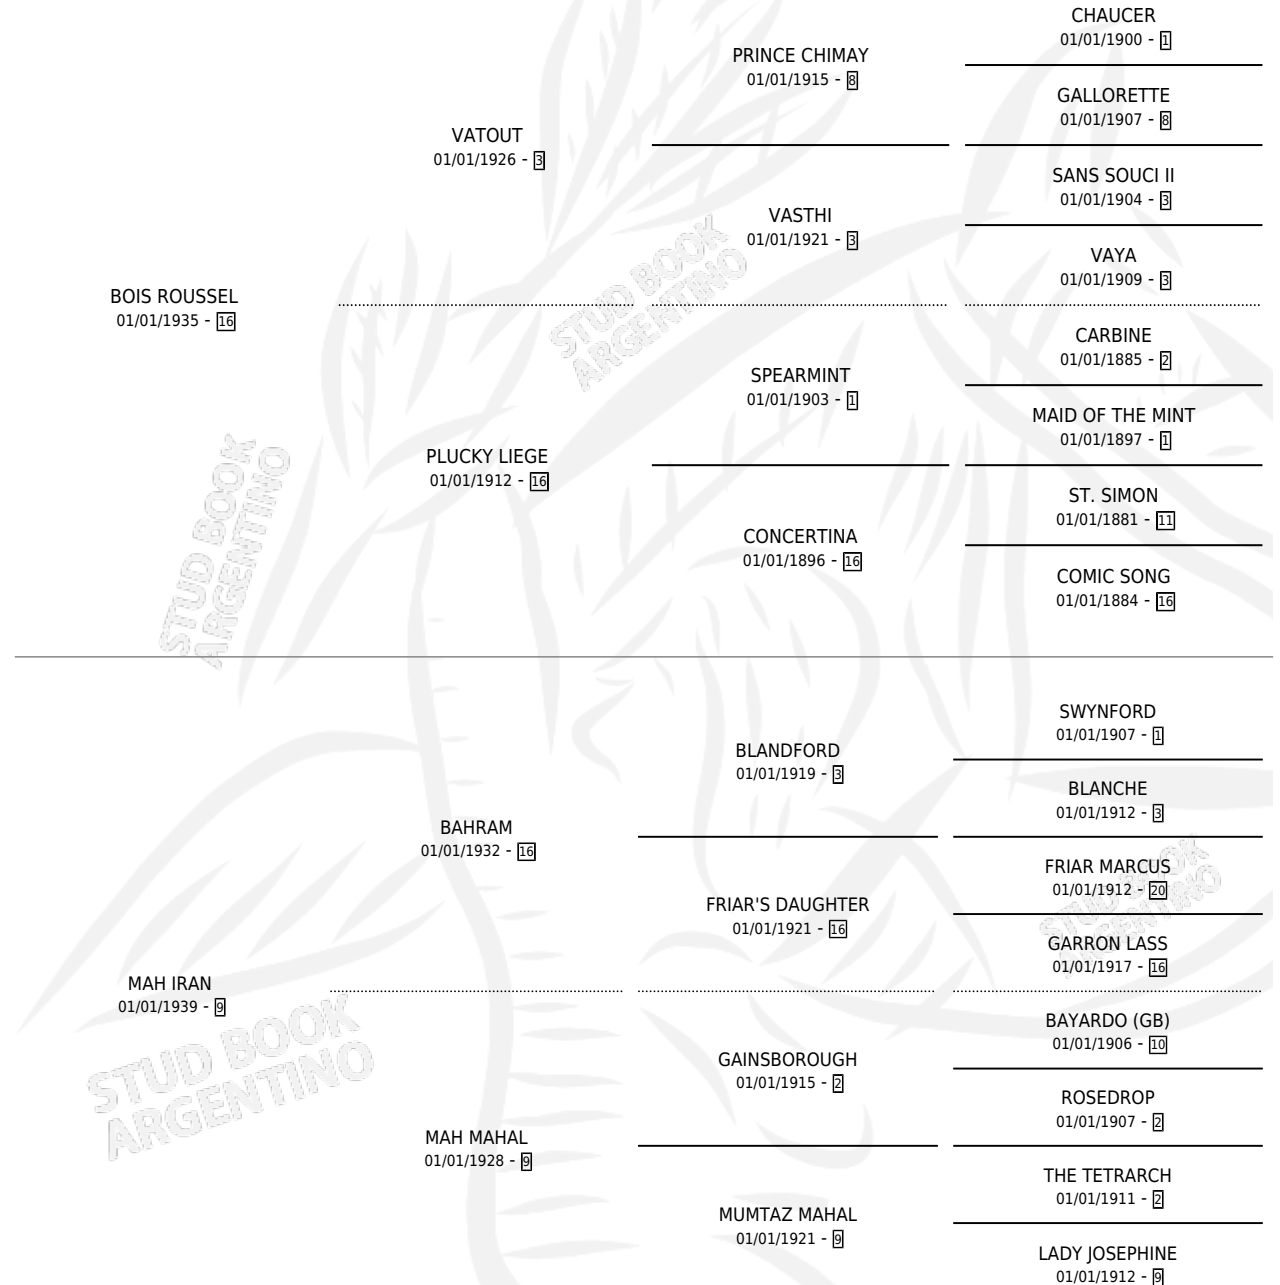 CHAUCER
01/01/1900 - 1
PRINCE CHIMAY
01/01/1915 - 8
GALLORETTE
01/01/1907 - 8
VATOUT
01/01/1926 - 3
SANS SOUCI II
01/01/1904 - 3
VASTHI
01/01/1921 - 3
VAYA
01/01/1909 - 3
BOIS ROUSSEL
01/01/1935 - 16
CARBINE
01/01/1885 - 2
SPEARMINT
01/01/1903 - 1
MAID OF THE MINT
01/01/1897 - 1
PLUCKY LIEGE
01/01/1912 - 16
ST. SIMON
01/01/1881 - 11
CONCERTINA
01/01/1896 - 16
COMIC SONG
01/01/1884 - 16
SWYNFORD
01/01/1907 - 1
BLANDFORD
01/01/1919 - 3
BLANCHE
01/01/1912 - 3
BAHRAM
01/01/1932 - 16
FRIAR MARCUS
01/01/1912 - 20
FRIAR'S DAUGHTER
01/01/1921 - 16
GARRON LASS
01/01/1917 - 16
MAH IRAN
01/01/1939 - 9
BAYARDO (GB)
01/01/1906 - 10
GAINSBOROUGH
01/01/1915 - 2
ROSEDROP
01/01/1907 - 2
MAH MAHAL
01/01/1928 - 9
THE TETRARCH
01/01/1911 - 2
MUMTAZ MAHAL
01/01/1921 - 9
LADY JOSEPHINE
01/01/1912 - 9
STUD BOOK
ARGENTINO
STUD BOOK
ARGENTINO
STUD BOOK
ARGENTINO
STUD BOOK
ARGENTINO